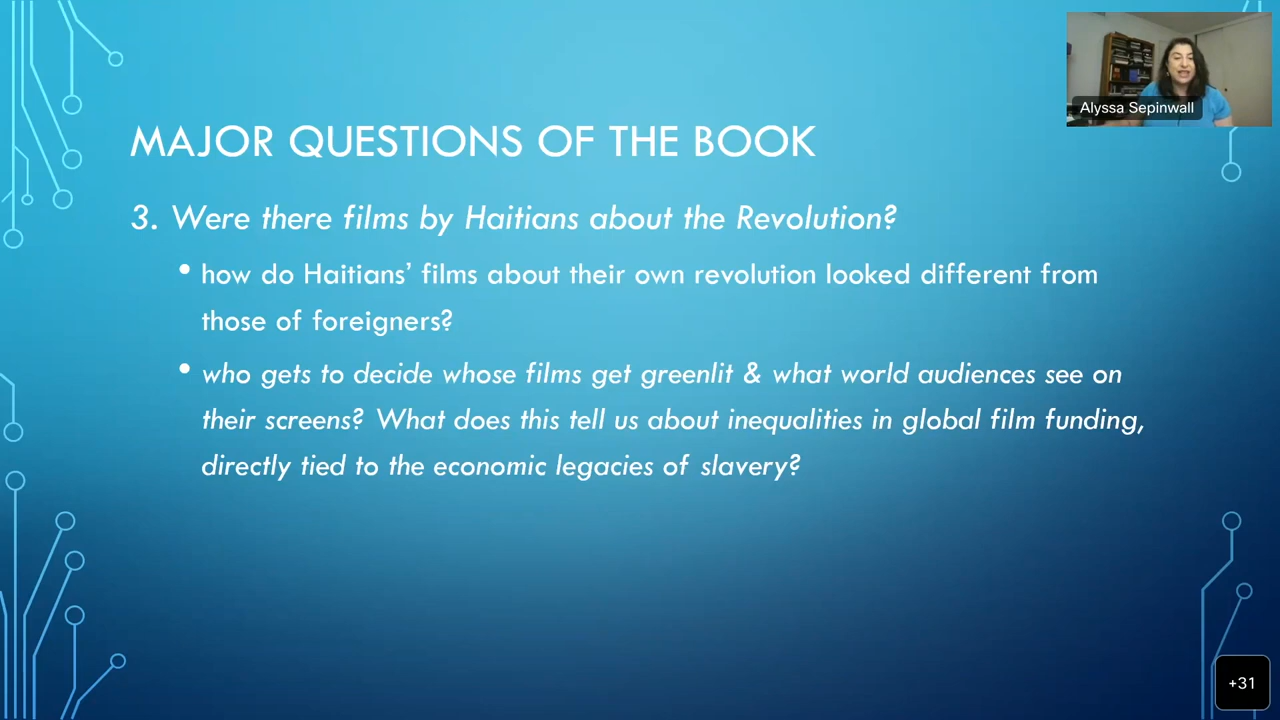 Alyssa Sepinwall
MAJOR QUESTIONS OF THE BOOK
3. Were there films by Haitians about the Revolution?
• how do Haitians’ films about their own revolution looked different from
those of foreigners?
• who gets to decide whose films get greenlit & what world audiences see on
their screens? What does this tell us about inequalities in global film funding,
directly tied to the economic legacies of slavery?
+31